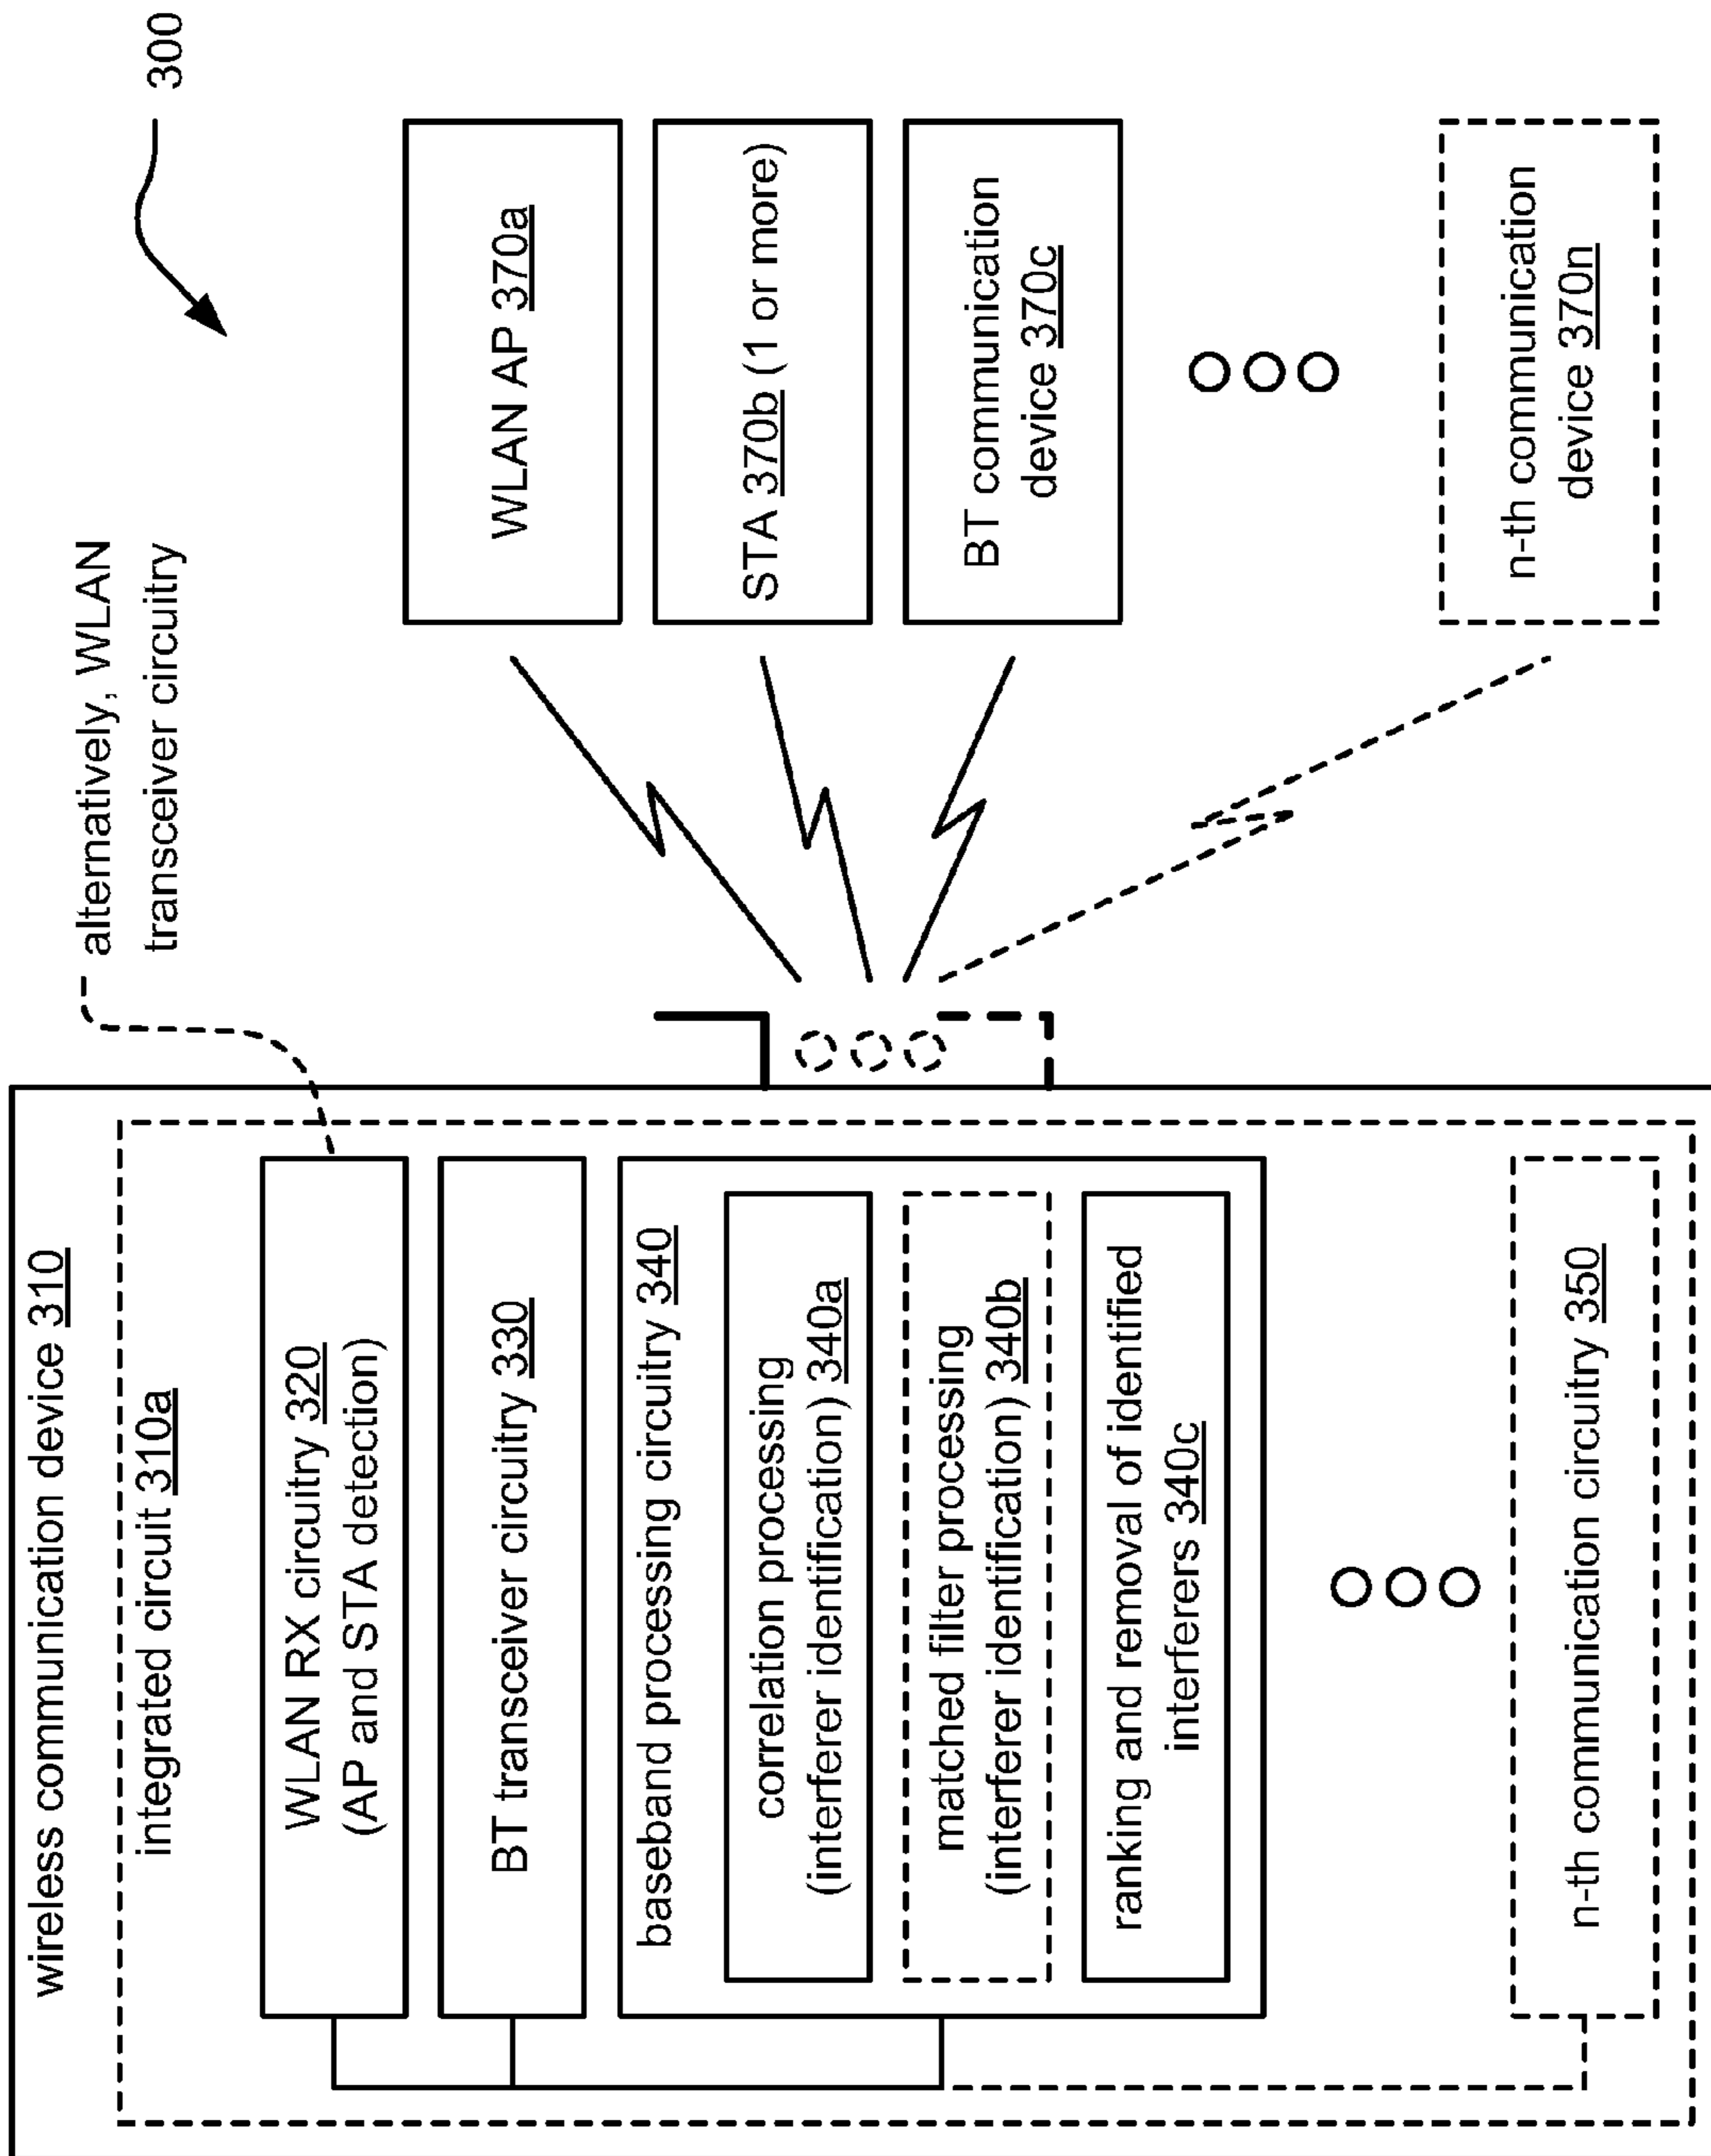 wireless communication device 310
integrated circuit 310a
WLAN RX circuitry 320
(AP and STA detection)
BT transceiver circuitry 330
baseband processing circuitry 340
correlation processing
(interferer identification) 340a
matched filter processing
(interferer identification) 340b
ranking and removal of identified
interferers 340c
n-th communication circuitry 350
alternatively, WLAN
transceiver circuitry
300
WLAN AP 370a
STA 370b (1 or more)
BT communication
device 370c
n-th communication
device 370n